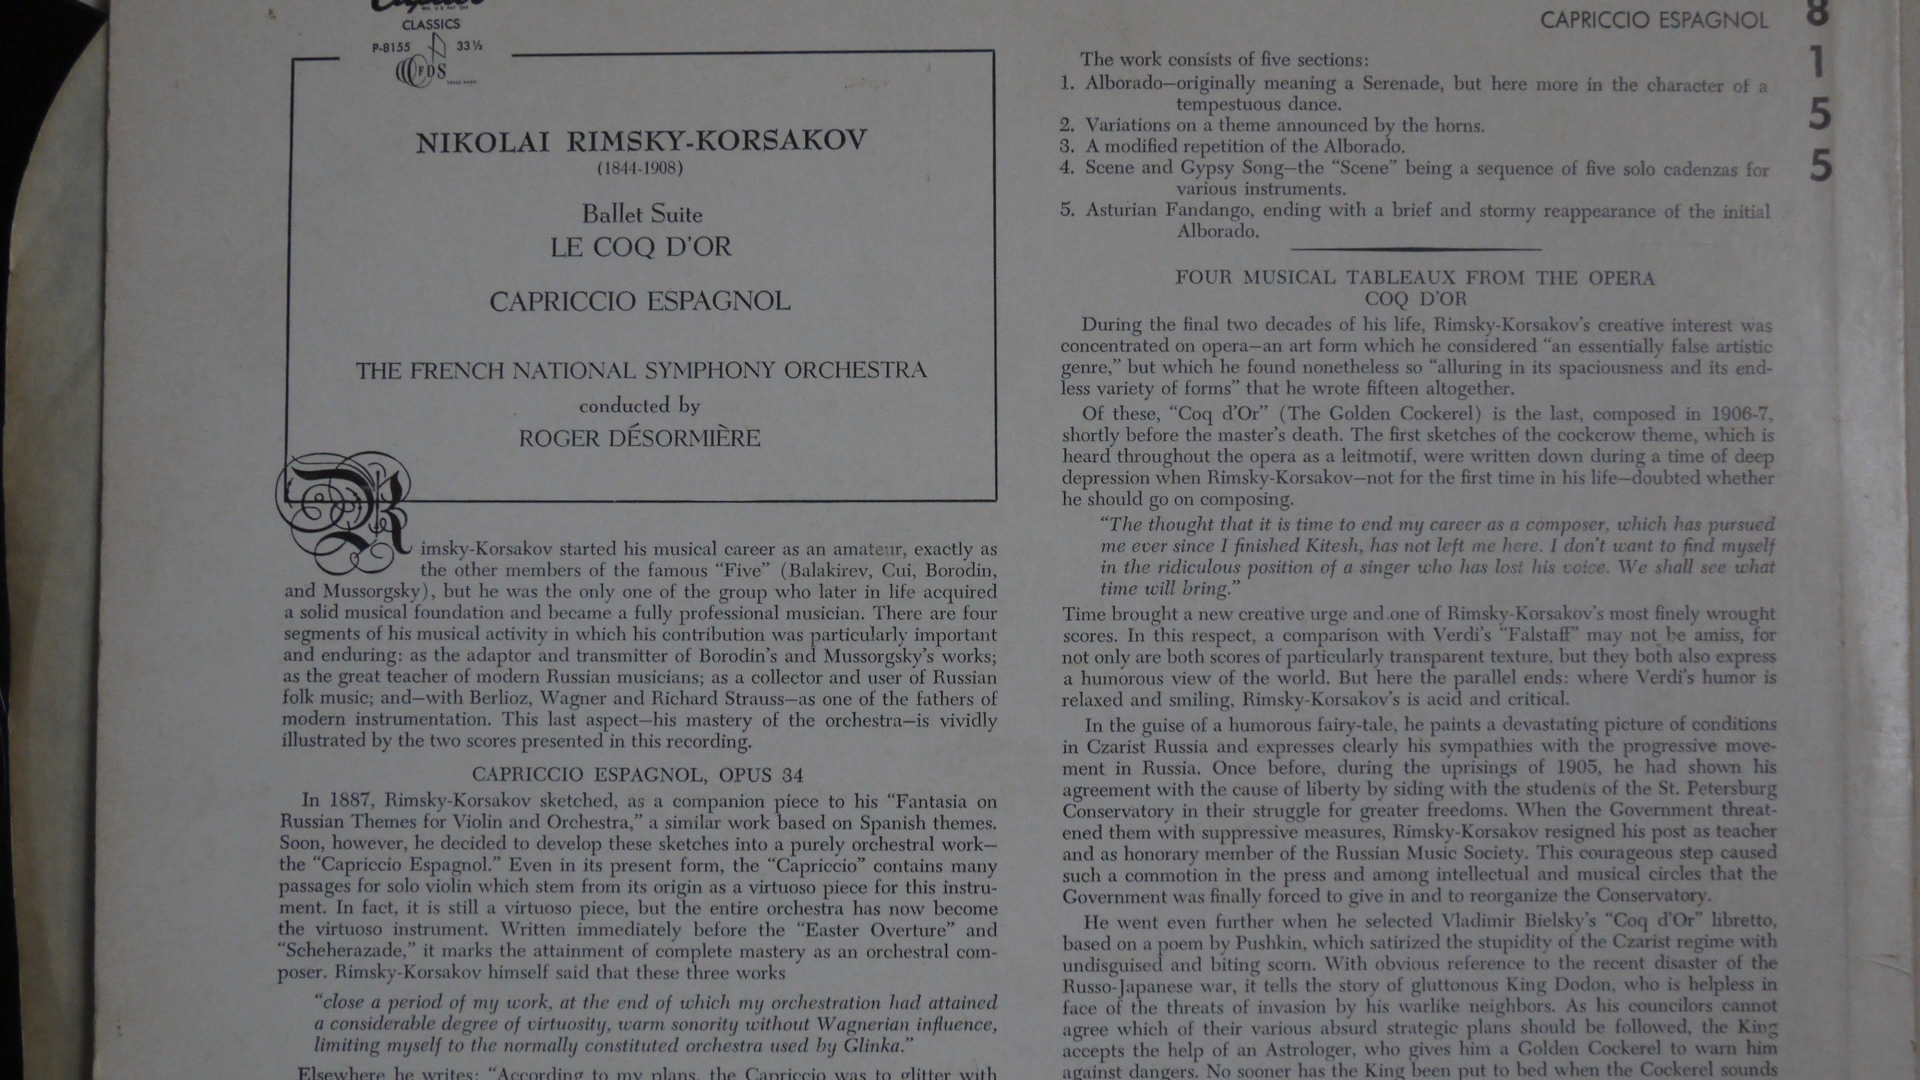 CLASSICS
P-8155 33⅓
FDS
NIKOLAI RIMSKY-KORSAKOV
(1844-1908)
Ballet Suite
LE COQ D'OR
CAPRICCIO ESPAGNOL
THE FRENCH NATIONAL SYMPHONY ORCHESTRA
conducted by
ROGER DÉSORMIÈRE
Rimsky-Korsakov started his musical career as an amateur, exactly as
the other members of the famous “Five” (Balakirev, Cui, Borodin,
and Mussorgsky), but he was the only one of the group who later in life acquired
a solid musical foundation and became a fully professional musician. There are four
segments of his musical activity in which his contribution was particularly important
and enduring: as the adaptor and transmitter of Borodin's and Mussorgsky's works;
as the great teacher of modern Russian musicians; as a collector and user of Russian
folk music; and—with Berlioz, Wagner and Richard Strauss—as one of the fathers of
modern instrumentation. This last aspect—his mastery of the orchestra—is vividly
illustrated by the two scores presented in this recording.
CAPRICCIO ESPAGNOL, OPUS 34
In 1887, Rimsky-Korsakov sketched, as a companion piece to his “Fantasia on
Russian Themes for Violin and Orchestra,” a similar work based on Spanish themes.
Soon, however, he decided to develop these sketches into a purely orchestral work—
the “Capriccio Espagnol.” Even in its present form, the “Capriccio” contains many
passages for solo violin which stem from its origin as a virtuoso piece for this instru-
ment. In fact, it is still a virtuoso piece, but the entire orchestra has now become
the virtuoso instrument. Written immediately before the “Easter Overture” and
“Scheherazade,” it marks the attainment of complete mastery as an orchestral com-
poser. Rimsky-Korsakov himself said that these three works
“close a period of my work, at the end of which my orchestration had attained
a considerable degree of virtuosity, warm sonority without Wagnerian influence,
limiting myself to the normally constituted orchestra used by Glinka.”
Elsewhere he writes: “According to my plans, the Capriccio was to glitter with
CAPRICCIO ESPAGNOL
8
1
5
5
The work consists of five sections:
1. Alborado—originally meaning a Serenade, but here more in the character of a
tempestuous dance.
2. Variations on a theme announced by the horns.
3. A modified repetition of the Alborado.
4. Scene and Gypsy Song—the “Scene” being a sequence of five solo cadenzas for
various instruments.
5. Asturian Fandango, ending with a brief and stormy reappearance of the initial
Alborado.
FOUR MUSICAL TABLEAUX FROM THE OPERA
COQ D'OR
During the final two decades of his life, Rimsky-Korsakov's creative interest was
concentrated on opera—an art form which he considered “an essentially false artistic
genre,” but which he found nonetheless so “alluring in its spaciousness and its end-
less variety of forms” that he wrote fifteen altogether.
Of these, “Coq d'Or” (The Golden Cockerel) is the last, composed in 1906-7,
shortly before the master's death. The first sketches of the cockcrow theme, which is
heard throughout the opera as a leitmotif, were written down during a time of deep
depression when Rimsky-Korsakov—not for the first time in his life—doubted whether
he should go on composing.
“The thought that it is time to end my career as a composer, which has pursued
me ever since I finished Kitesh, has not left me here. I don't want to find myself
in the ridiculous position of a singer who has lost his voice. We shall see what
time will bring.”
Time brought a new creative urge and one of Rimsky-Korsakov's most finely wrought
scores. In this respect, a comparison with Verdi's “Falstaff” may not be amiss, for
not only are both scores of particularly transparent texture, but they both also express
a humorous view of the world. But here the parallel ends: where Verdi's humor is
relaxed and smiling, Rimsky-Korsakov's is acid and critical.
In the guise of a humorous fairy-tale, he paints a devastating picture of conditions
in Czarist Russia and expresses clearly his sympathies with the progressive move-
ment in Russia. Once before, during the uprisings of 1905, he had shown his
agreement with the cause of liberty by siding with the students of the St. Petersburg
Conservatory in their struggle for greater freedoms. When the Government threat-
ened them with suppressive measures, Rimsky-Korsakov resigned his post as teacher
and as honorary member of the Russian Music Society. This courageous step caused
such a commotion in the press and among intellectual and musical circles that the
Government was finally forced to give in and to reorganize the Conservatory.
He went even further when he selected Vladimir Bielsky's “Coq d'Or” libretto,
based on a poem by Pushkin, which satirized the stupidity of the Czarist regime with
undisguised and biting scorn. With obvious reference to the recent disaster of the
Russo-Japanese war, it tells the story of gluttonous King Dodon, who is helpless in
face of the threats of invasion by his warlike neighbors. As his councilors cannot
agree which of their various absurd strategic plans should be followed, the King
accepts the help of an Astrologer, who gives him a Golden Cockerel to warn him
against dangers. No sooner has the King been put to bed when the Cockerel sounds